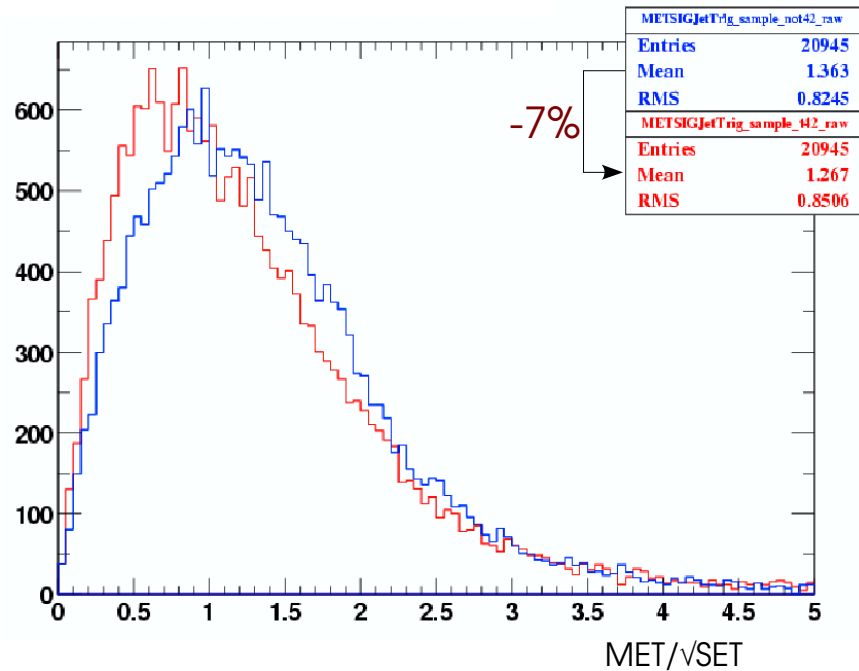 METSIGJetTrig_sample_not42_raw
Entries 20945
Mean 1.363
RMS 0.8245
-7%
METSIGJetTrig_sample_t42_raw
Entries 20945
Mean 1.267
RMS 0.8506
600
500
400
300
200
100
0
0 0.5 1 1.5 2 2.5 3 3.5 4 4.5 5
MET/√SET